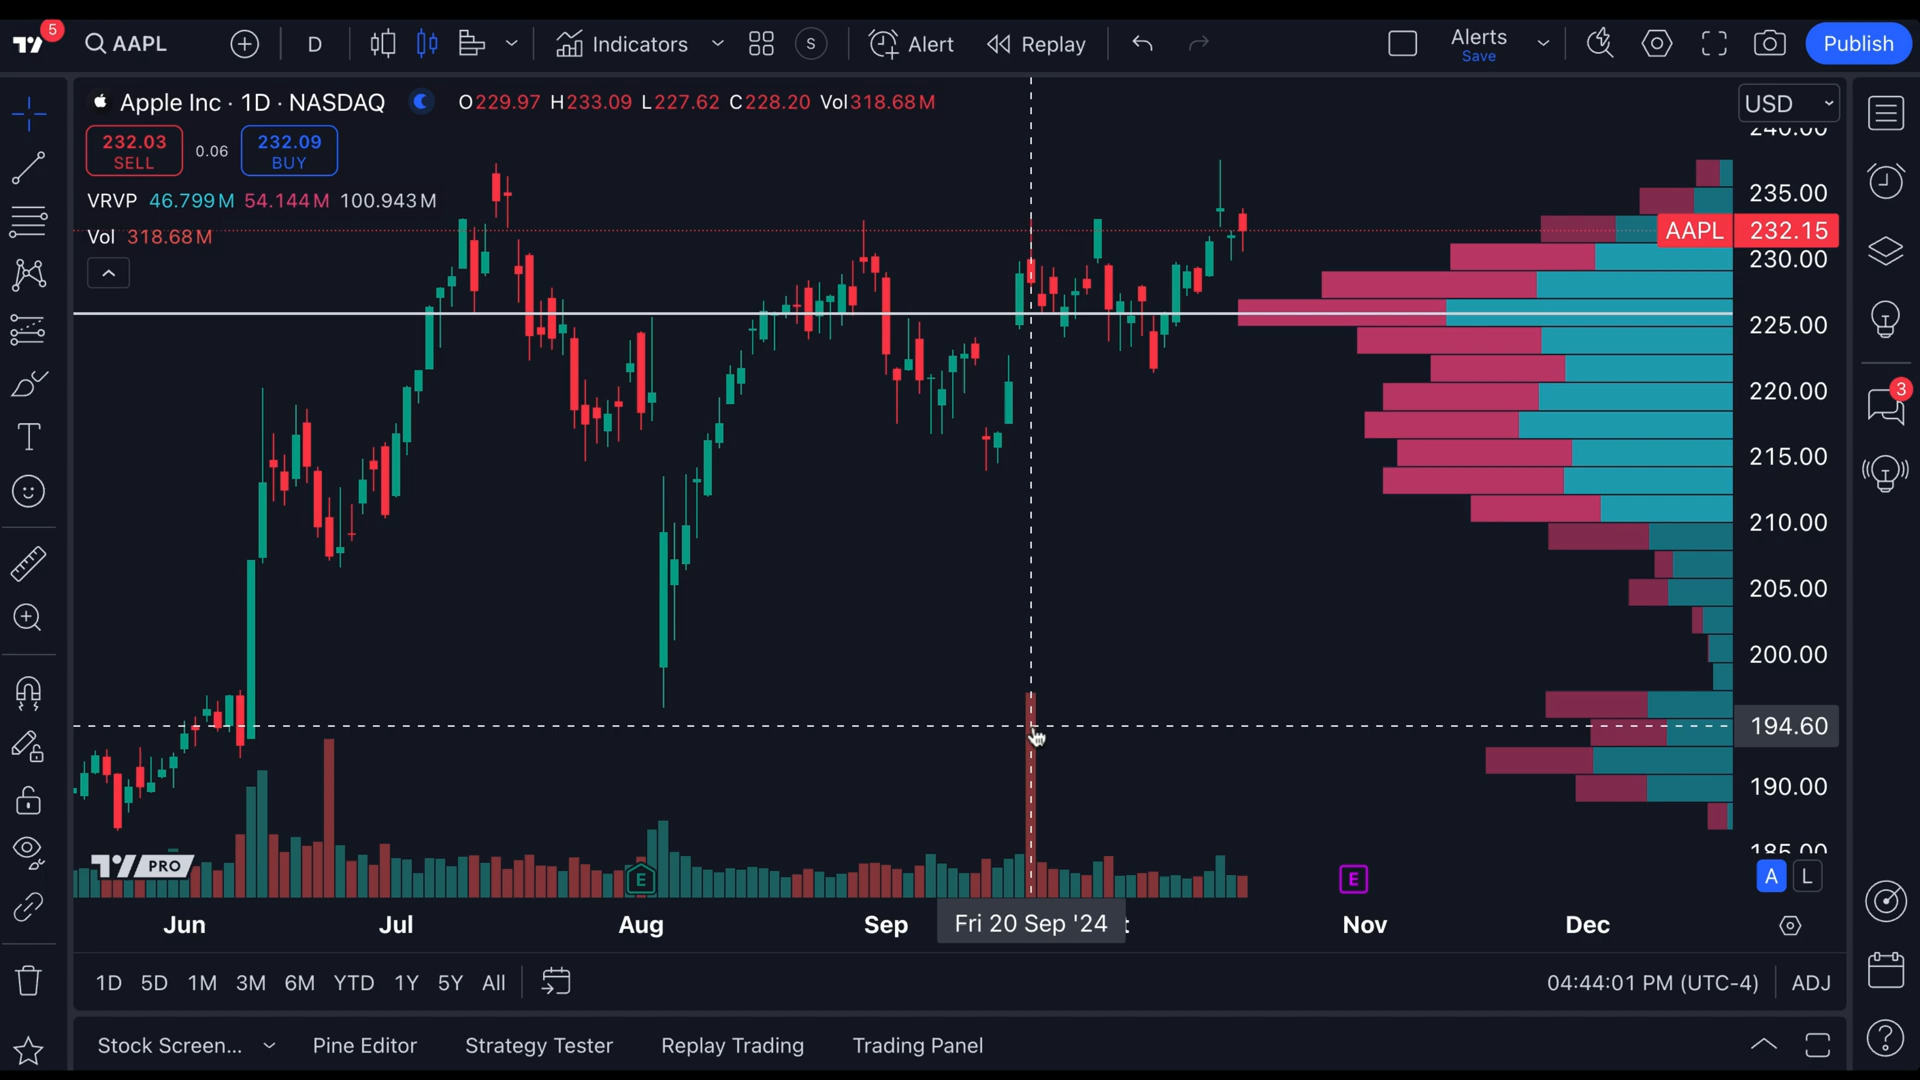 5
AAPL
D
Indicators
S
Alert
Replay
Alerts
Save
Publish
Apple Inc · 1D · NASDAQ
O229.97 H233.09 L227.62 C228.20 Vol318.68M
USD
232.03
SELL
0.06
232.09
BUY
VRVP 46.799M 54.144M 100.943M
Vol 318.68M
240.00
235.00
AAPL 232.15
230.00
225.00
220.00
215.00
210.00
205.00
200.00
194.60
190.00
185.00
3
PRO
E
E
A
L
Jun
Jul
Aug
Sep
Fri 20 Sep '24
Nov
Dec
1D 5D 1M 3M 6M YTD 1Y 5Y All
04:44:01 PM (UTC-4)
ADJ
Stock Screen...
Pine Editor
Strategy Tester
Replay Trading
Trading Panel